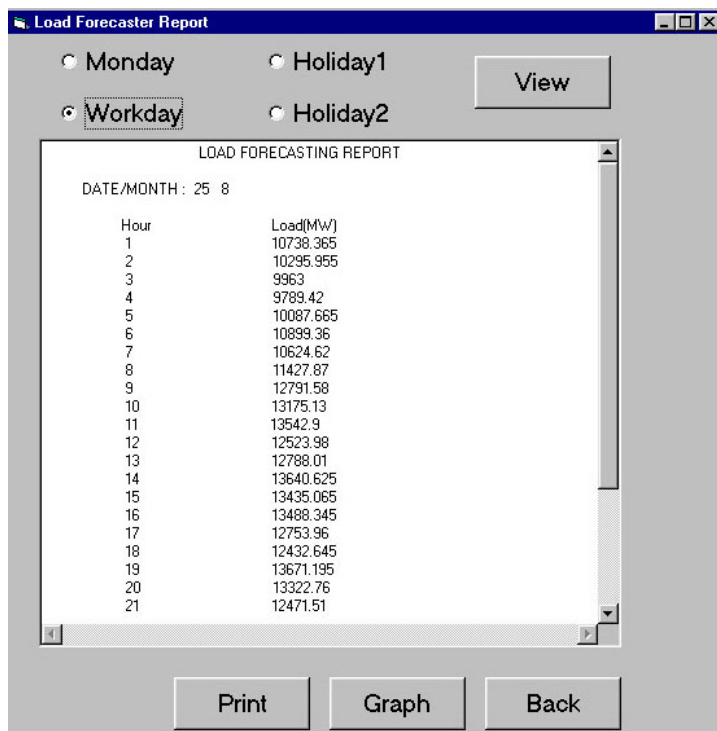 Load Forecaster Report
Monday
Holiday1
View
Workday
Holiday2
LOAD FORECASTING REPORT
DATE/MONTH : 25 8
Hour Load(MW)
1 10738.365
2 10295.955
3 9963
4 9789.42
5 10087.665
6 10899.36
7 10624.62
8 11427.87
9 12791.58
10 13175.13
11 13542.9
12 12523.98
13 12788.01
14 13640.625
15 13435.065
16 13488.345
17 12753.96
18 12432.645
19 13671.195
20 13322.76
21 12471.51
Print Graph Back